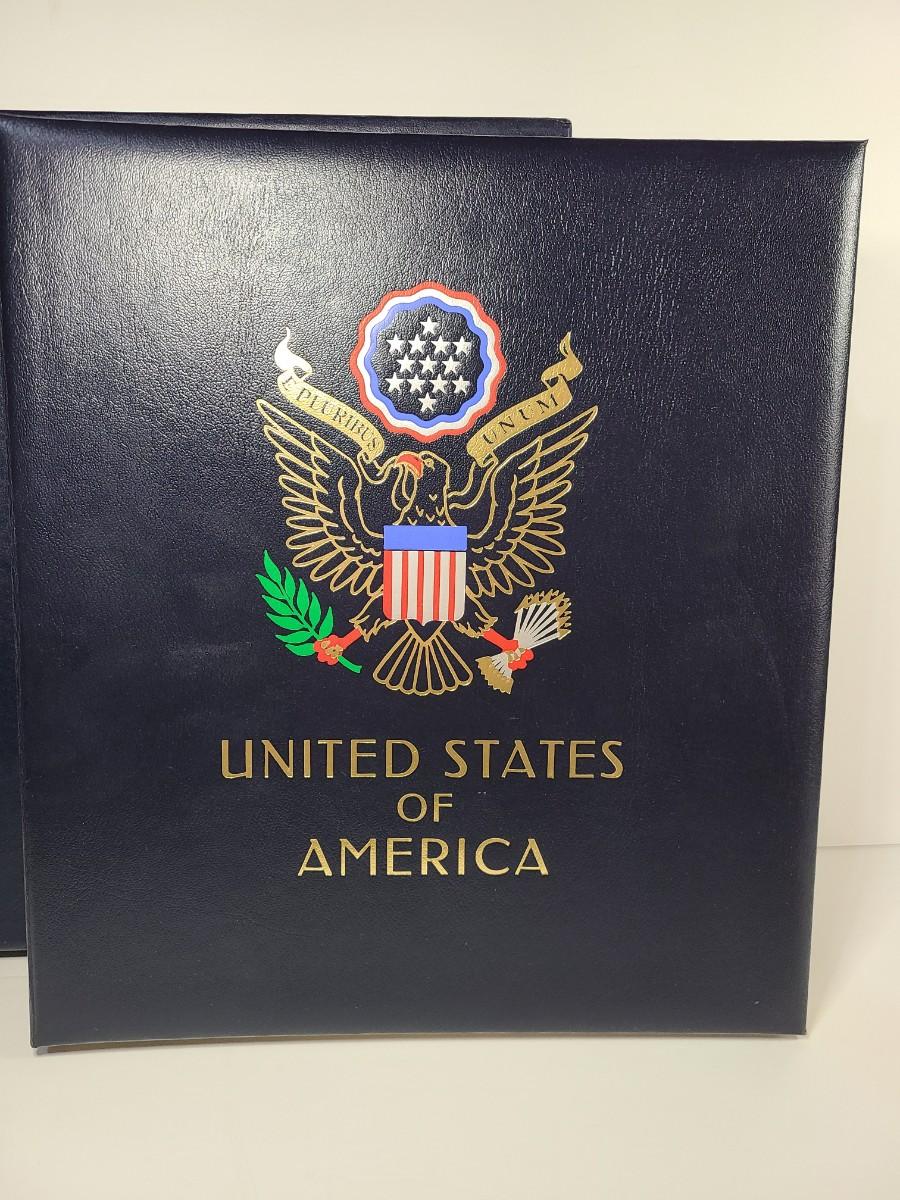 E PLURIBUS UNUM
UNITED STATES
OF
AMERICA